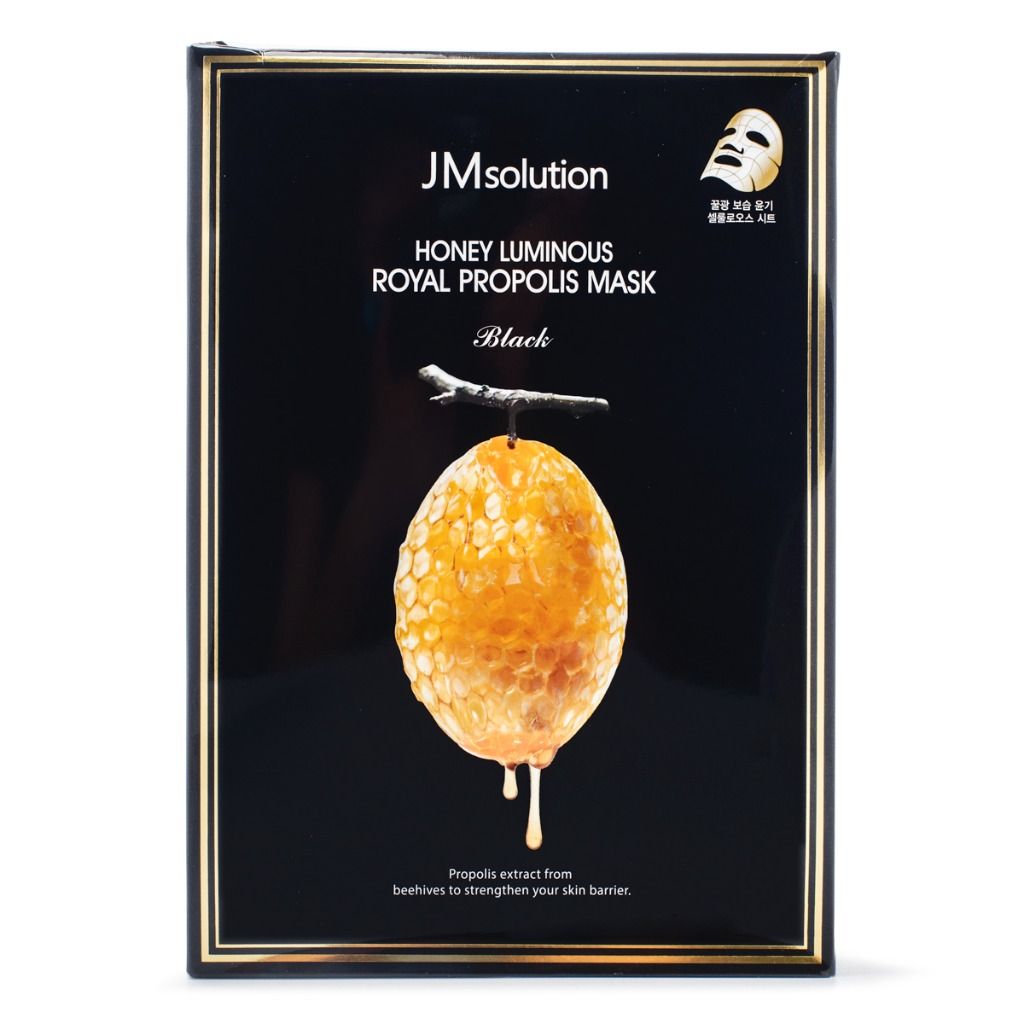 JMsolution
꿀광 보습 윤기
셀룰로오스 시트
HONEY LUMINOUS
ROYAL PROPOLIS MASK
Black
Propolis extract from
beehives to strengthen your skin barrier.